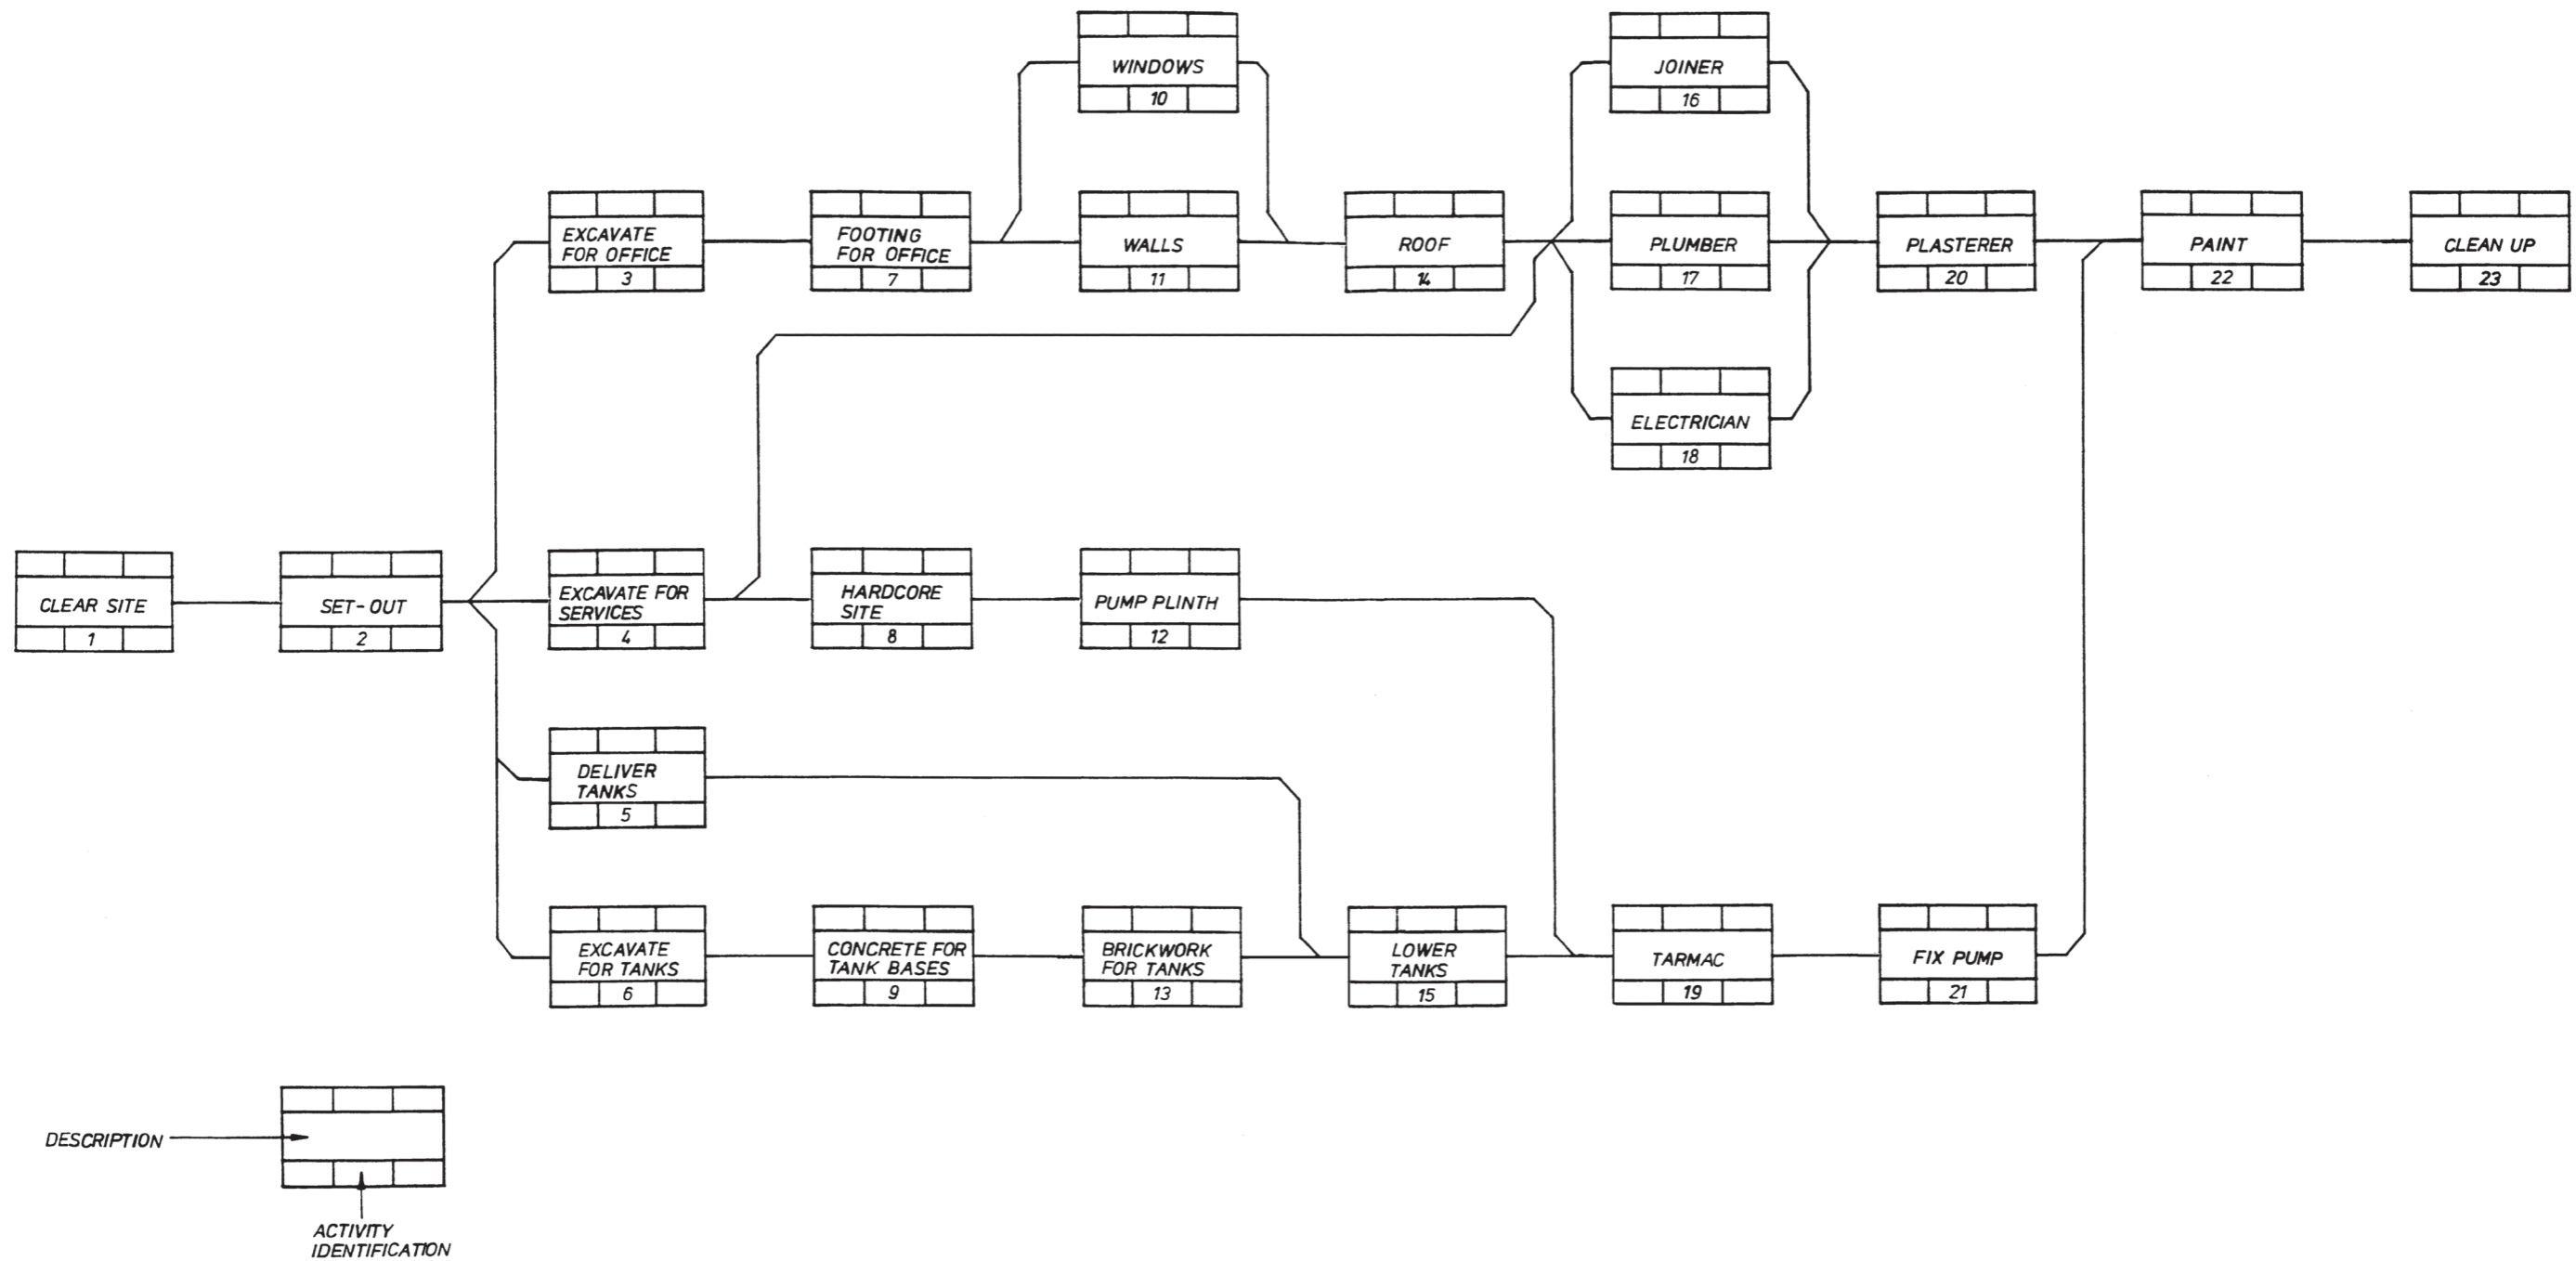 WINDOWS
10
JOINER
16
EXCAVATE
FOR OFFICE
3
FOOTING
FOR OFFICE
7
WALLS
11
ROOF
14
PLUMBER
17
PLASTERER
20
PAINT
22
CLEAN UP
23
ELECTRICIAN
18
CLEAR SITE
1
SET-OUT
2
EXCAVATE FOR
SERVICES
4
HARDCORE
SITE
8
PUMP PLINTH
12
DELIVER
TANKS
5
EXCAVATE
FOR TANKS
6
CONCRETE FOR
TANK BASES
9
BRICKWORK
FOR TANKS
13
LOWER
TANKS
15
TARMAC
19
FIX PUMP
21
DESCRIPTION
ACTIVITY
IDENTIFICATION